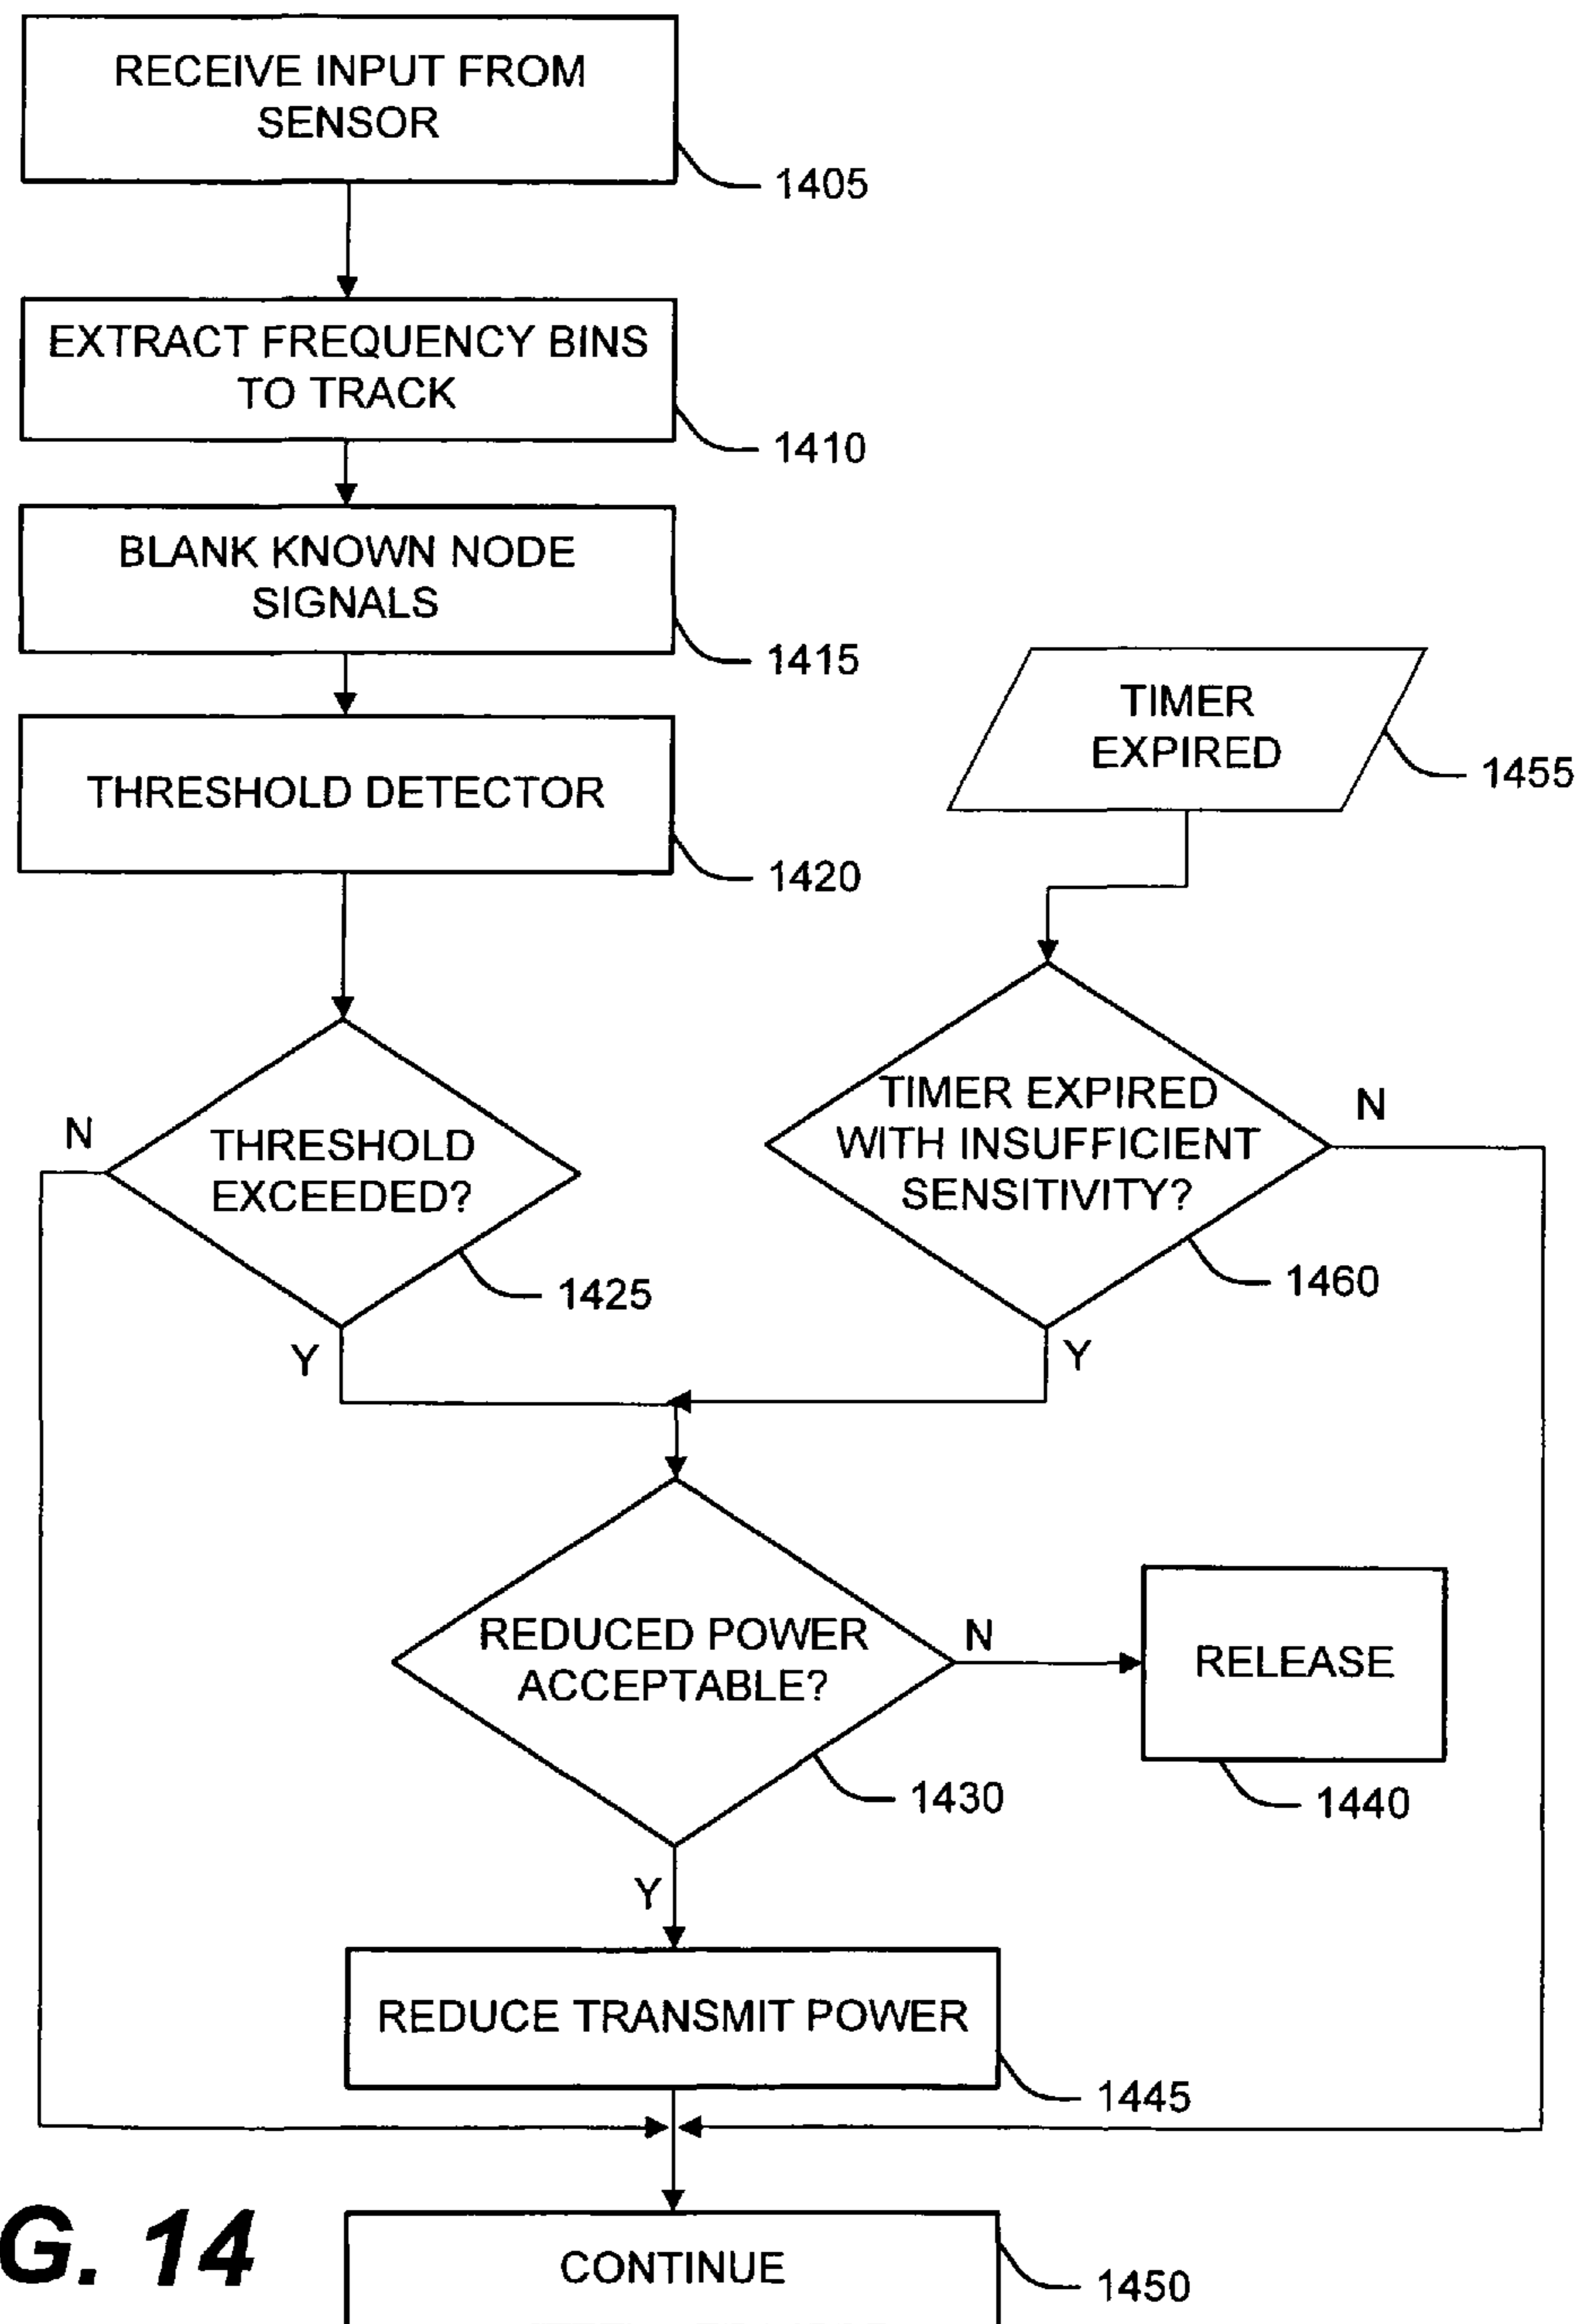 RECEIVE INPUT FROM
SENSOR
1405
EXTRACT FREQUENCY BINS
TO TRACK
1410
BLANK KNOWN NODE
SIGNALS
1415
TIMER
EXPIRED
1455
THRESHOLD DETECTOR
1420
N
THRESHOLD
EXCEEDED?
1425
Y
TIMER EXPIRED
WITH INSUFFICIENT
SENSITIVITY?
N
1460
Y
REDUCED POWER
ACCEPTABLE?
N
RELEASE
1430
1440
Y
REDUCE TRANSMIT POWER
1445
G. 14
CONTINUE
1450